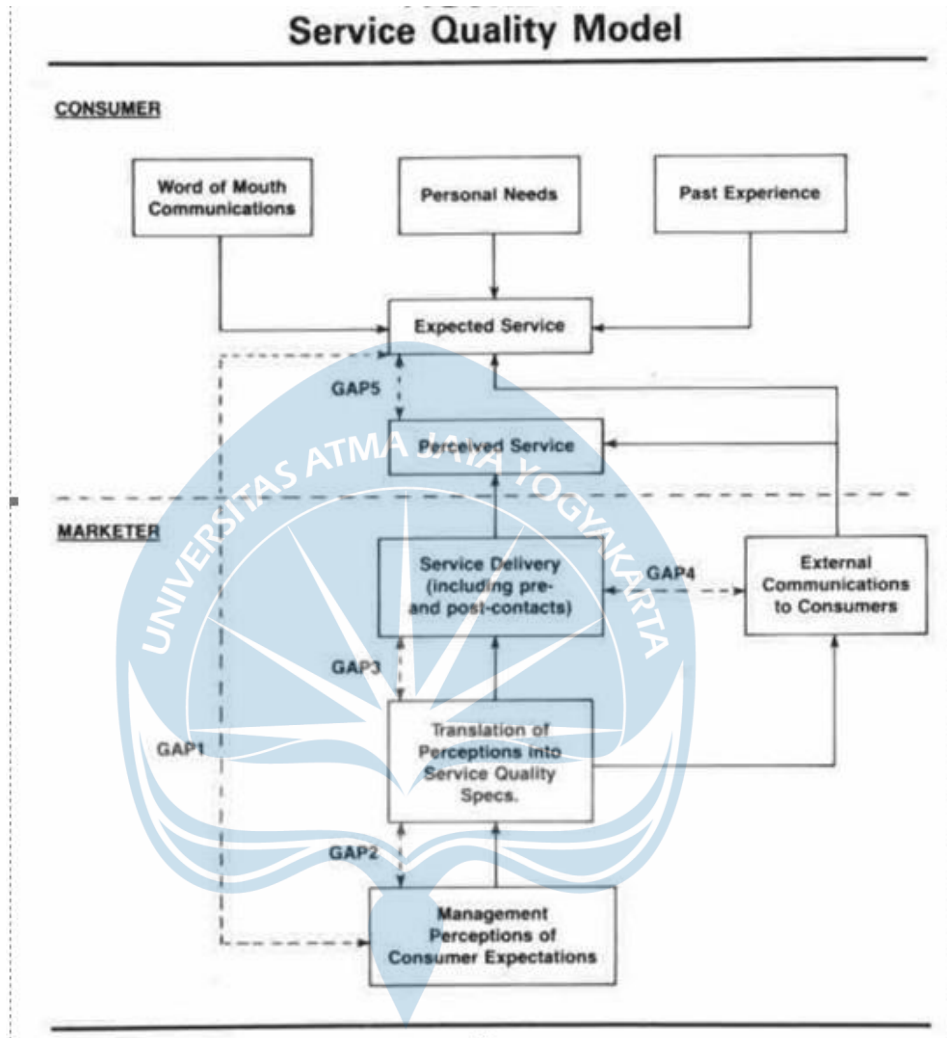 Service Quality Model
CONSUMER
Word of Mouth
Communications
Personal Needs
Past Experience
Expected Service
GAP5
Perceived Service
UNIVERSITAS ATMA JAYA YOGYAKARTA
MARKETER
Service Delivery
(including pre-
and post-contacts)
GAP4
External
Communications
to Consumers
GAP3
Translation of
Perceptions into
Service Quality
Specs.
GAP1
GAP2
Management
Perceptions of
Consumer Expectations